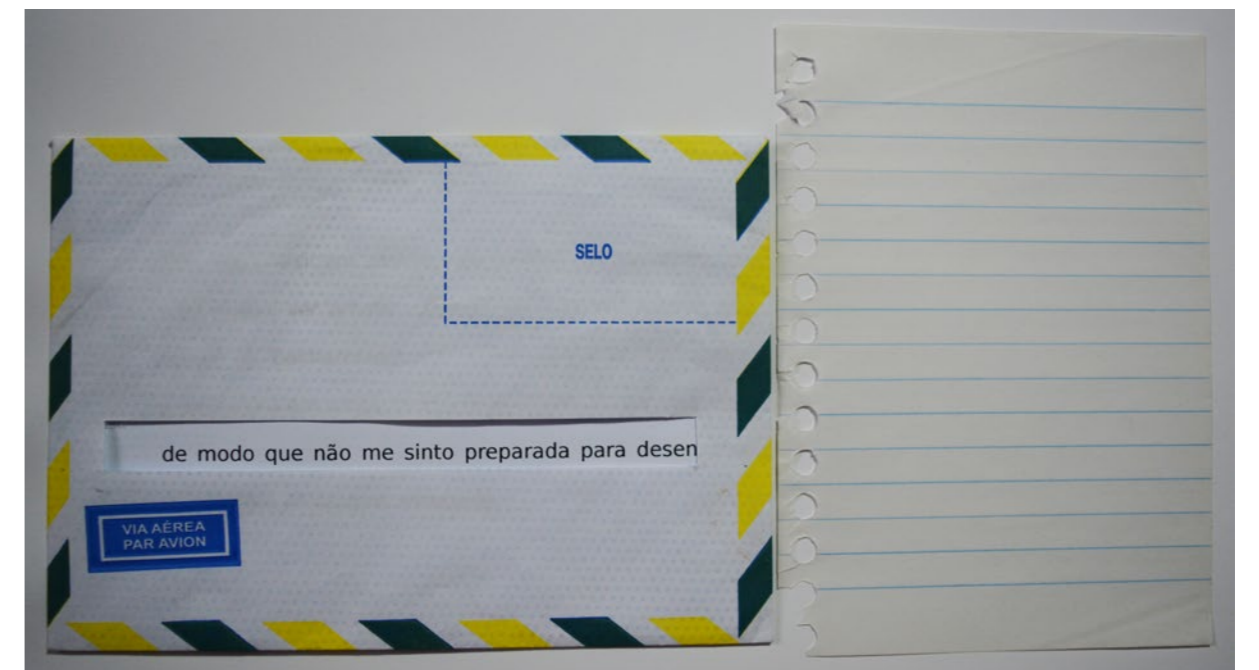 SELO
de modo que não me sinto preparada para desen
VIA AÉREA
PAR AVION